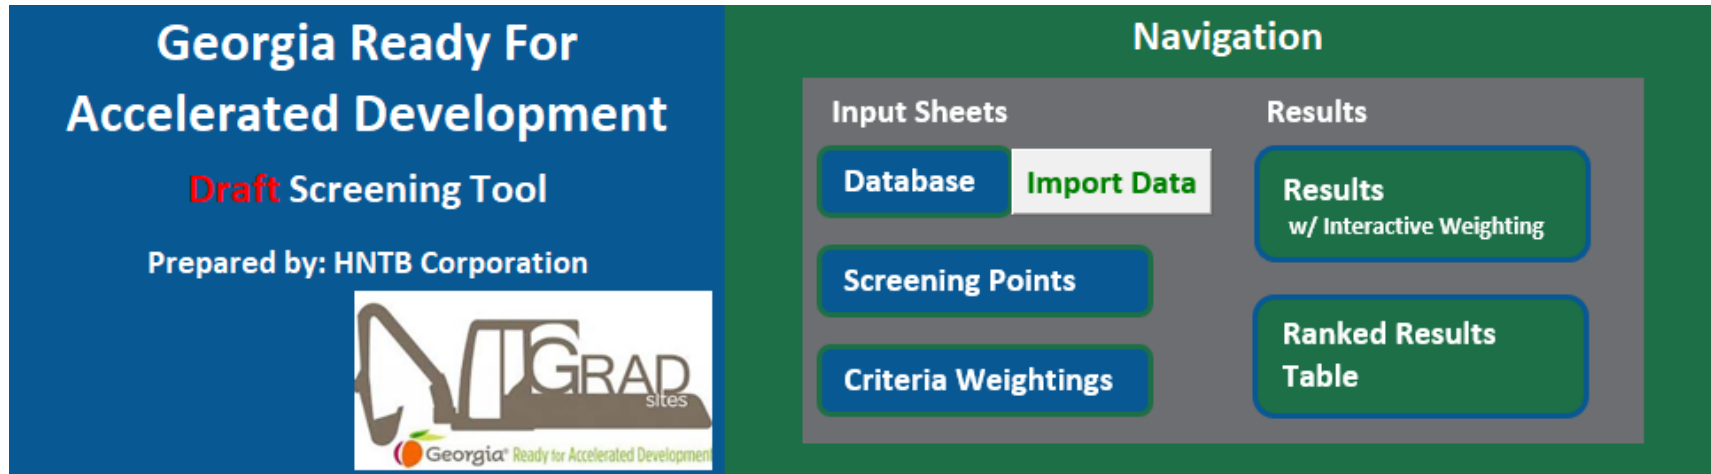 Georgia Ready For
Accelerated Development
Draft Screening Tool
Prepared by: HNTB Corporation
GRAD
sites
Georgia® Ready for Accelerated Development
Navigation
Input Sheets
Database
Import Data
Screening Points
Criteria Weightings
Results
Results
w/ Interactive Weighting
Ranked Results
Table